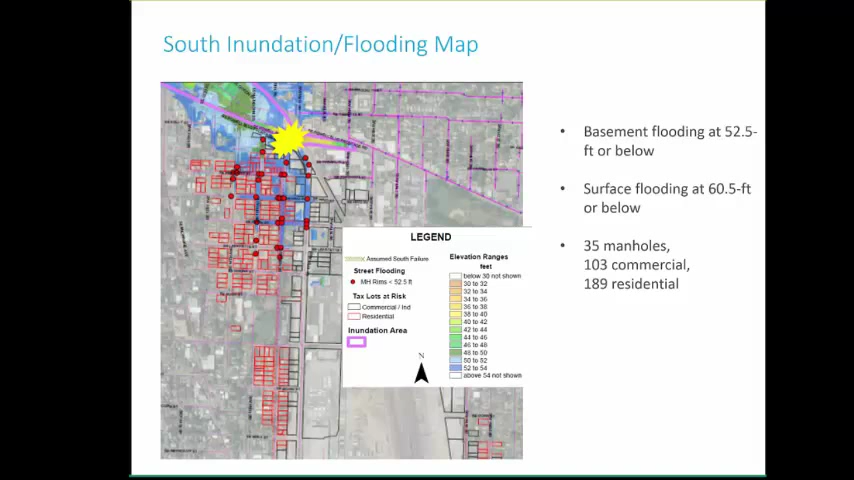 South Inundation/Flooding Map
• Basement flooding at 52.5-
ft or below
• Surface flooding at 60.5-ft
or below
• 35 manholes,
103 commercial,
189 residential
LEGEND
Assumed South Failure
Street Flooding
MH Rims < 52.5 ft
Tax Lots at Risk
Commercial / Ind
Residential
Inundation Area
N
Elevation Ranges
feet
below 30 not shown
30 to 32
32 to 34
34 to 36
36 to 38
38 to 40
40 to 42
42 to 44
44 to 46
46 to 48
48 to 50
50 to 52
52 to 54
above 54 not shown